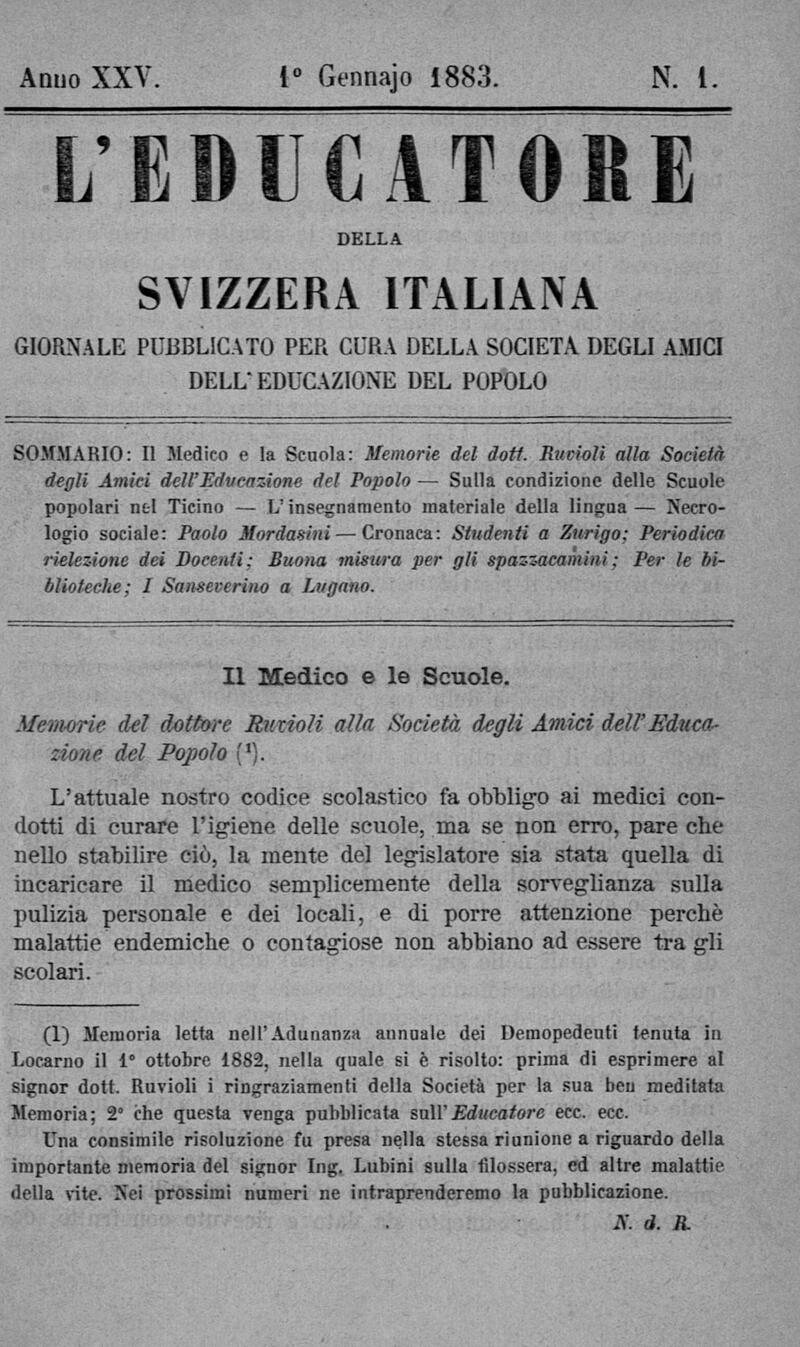 Anno XXV. 1º Gennajo 1883. N. 1.
L'EDUCATORE
DELLA
SVIZZERA ITALIANA
GIORNALE PUBBLICATO PER CURA DELLA SOCIETA DEGLI AMICI
DELL' EDUCAZIONE DEL POPOLO
SOMMARIO: Il Medico e la Scuola: Memorie del dott. Ruvioli alla Società
degli Amici dell'Educazione del Popolo — Sulla condizione delle Scuole
popolari nel Ticino — L'insegnamento materiale della lingua — Necro-
logio sociale: Paolo Mordasini — Cronaca: Studenti a Zurigo; Periodica
rielezione dei Docenti; Buona misura per gli spazzacamini; Per le bi-
blioteche; I Sanseverino a Lugano.
Il Medico e le Scuole.
Memorie del dottore Ruvioli alla Società degli Amici dell'Educa-
zione del Popolo (¹).
L'attuale nostro codice scolastico fa obbligo ai medici con-
dotti di curare l'igiene delle scuole, ma se non erro, pare che
nello stabilire ciò, la mente del legislatore sia stata quella di
incaricare il medico semplicemente della sorveglianza sulla
pulizia personale e dei locali, e di porre attenzione perchè
malattie endemiche o contagiose non abbiano ad essere tra gli
scolari.
(1) Memoria letta nell'Adunanza annuale dei Demopedeuti tenuta in
Locarno il 1º ottobre 1882, nella quale si è risolto: prima di esprimere al
signor dott. Ruvioli i ringraziamenti della Società per la sua ben meditata
Memoria; 2º che questa venga pubblicata sull'Educatore ecc. ecc.
Una consimile risoluzione fu presa nella stessa riunione a riguardo della
importante memoria del signor Ing. Lubini sulla filossera, ed altre malattie
della vite. Nei prossimi numeri ne intraprenderemo la pubblicazione.
N. d. R.